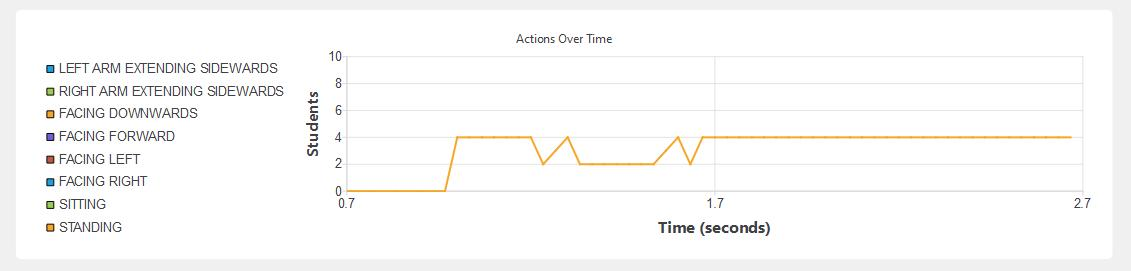 Actions Over Time
LEFT ARM EXTENDING SIDEWARDS
RIGHT ARM EXTENDING SIDEWARDS
FACING DOWNWARDS
FACING FORWARD
FACING LEFT
FACING RIGHT
SITTING
STANDING
Students
10
8
6
4
2
0
0.7
1.7
2.7
Time (seconds)